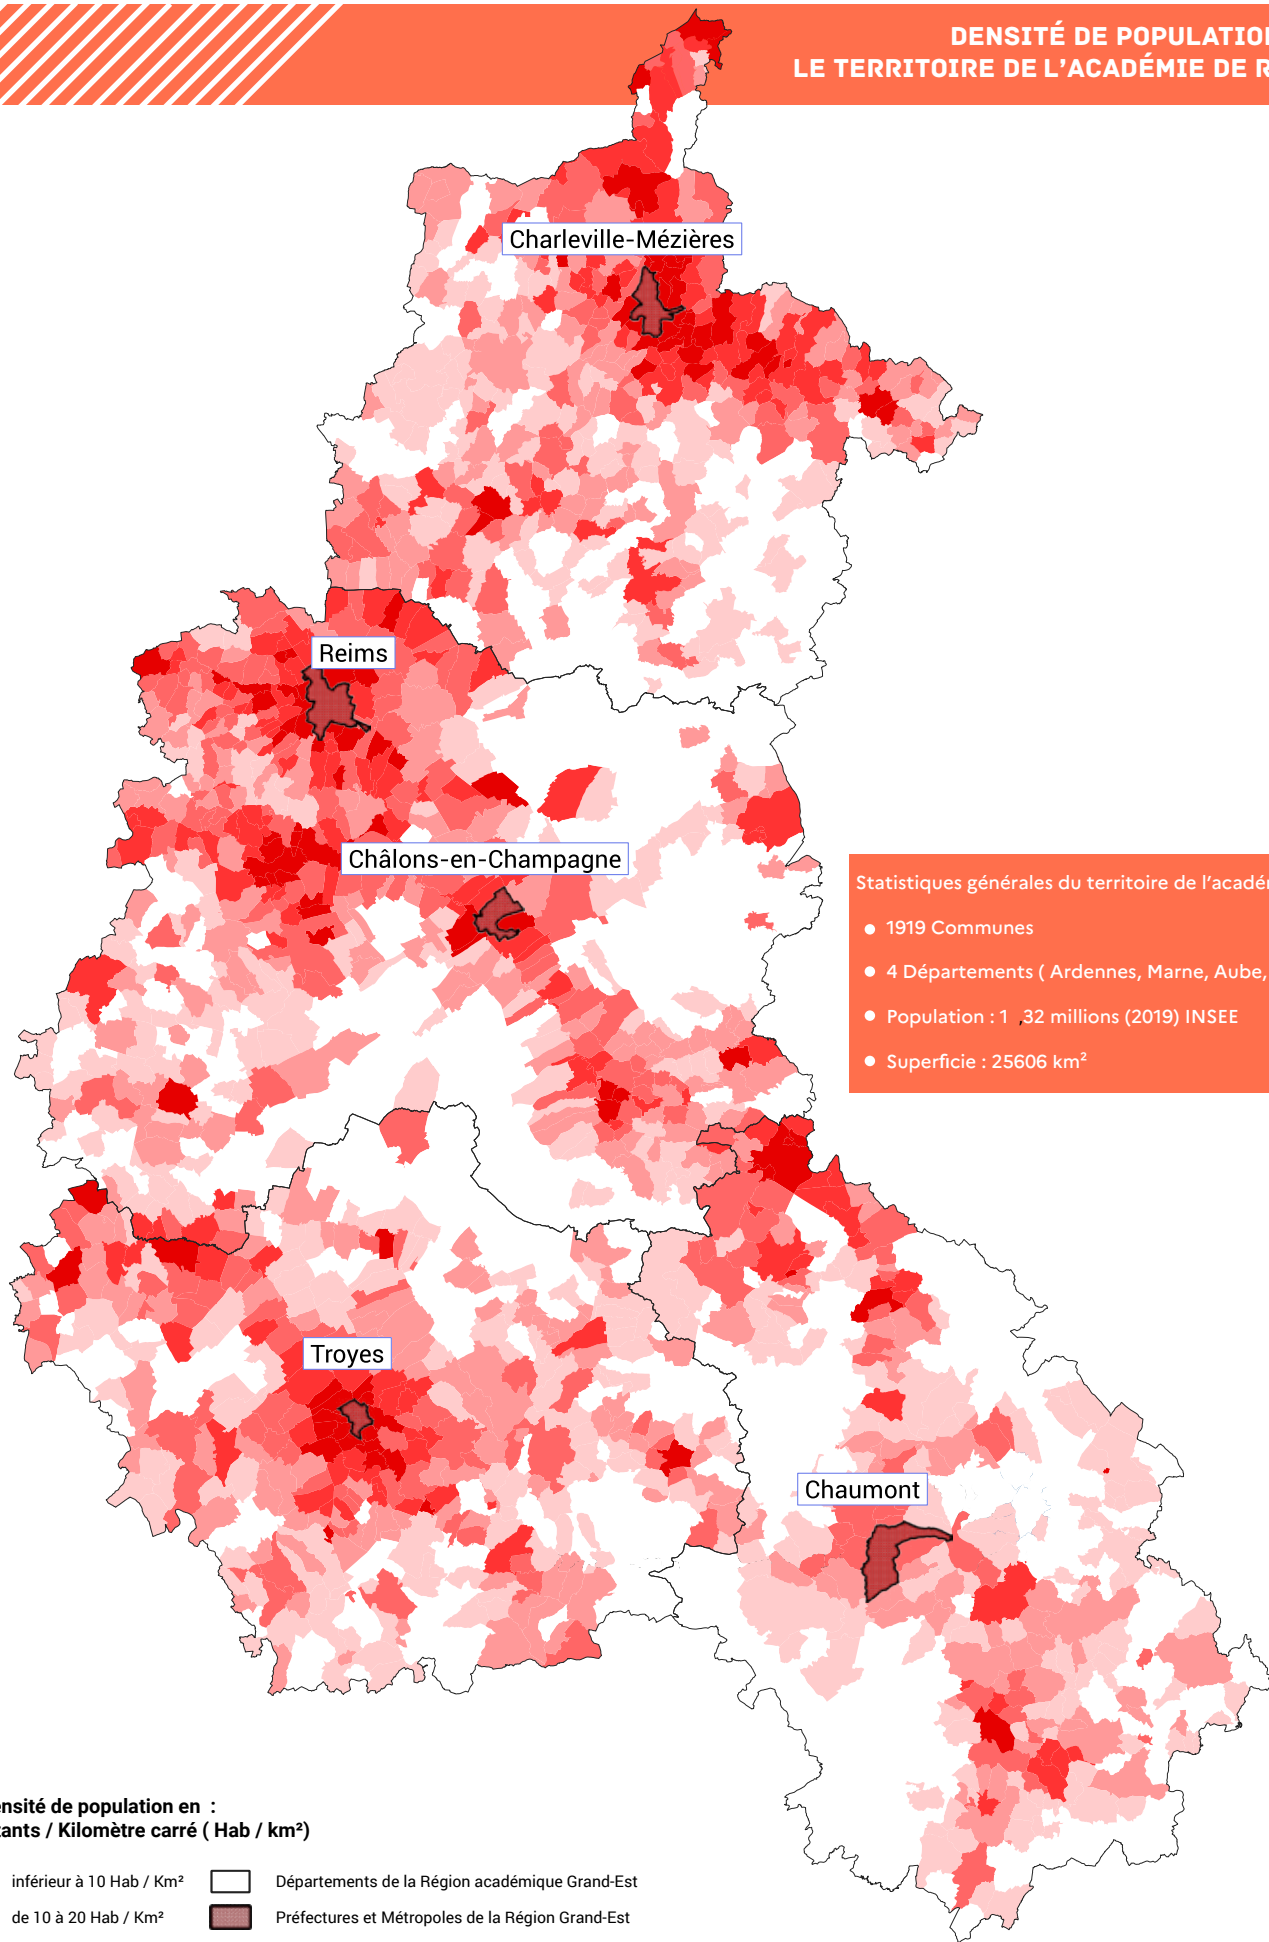 DENSITÉ DE POPULATION
LE TERRITOIRE DE L'ACADÉMIE DE R
Charleville-Mézières
Reims
Châlons-en-Champagne
Statistiques générales du territoire de l'acadé
● 1919 Communes
● 4 Départements ( Ardennes, Marne, Aube,
● Population : 1 ,32 millions (2019) INSEE
● Superficie : 25606 km²
Troyes
Chaumont
ensité de population en :
tants / Kilomètre carré ( Hab / km²)
inférieur à 10 Hab / Km²
Départements de la Région académique Grand-Est
de 10 à 20 Hab / Km²
Préfectures et Métropoles de la Région Grand-Est